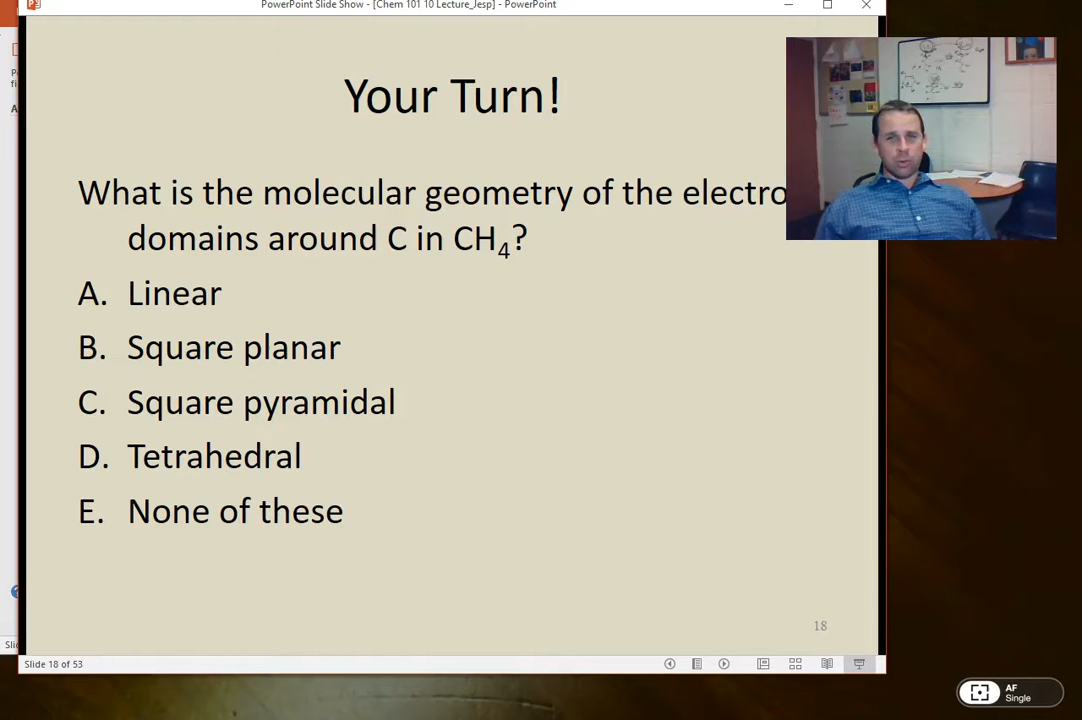 PowerPoint Slide Show - [Chem 101 10 Lecture_Jesp] - PowerPoint
Your Turn!
What is the molecular geometry of the electro
domains around C in CH4?
A. Linear
B. Square planar
C. Square pyramidal
D. Tetrahedral
E. None of these
18
Slide 18 of 53
AF
Single